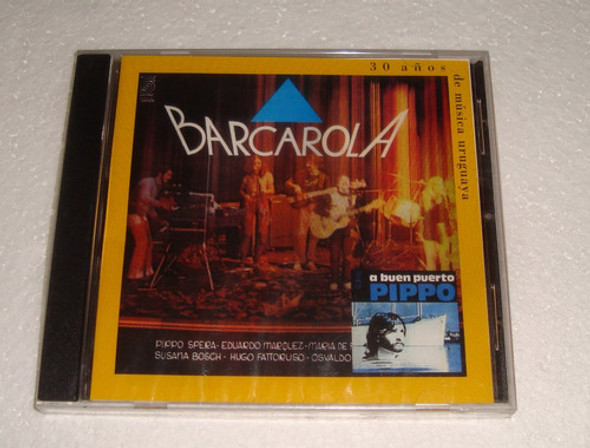 30 años
de música uruguaya
BARCAROLA
a buen puerto
PIPPO
PIPPO SPERA - EDUARDO MARQUEZ - MARIA DE
SUSANA BOSCH - HUGO FATTORUSO - OSVALDO